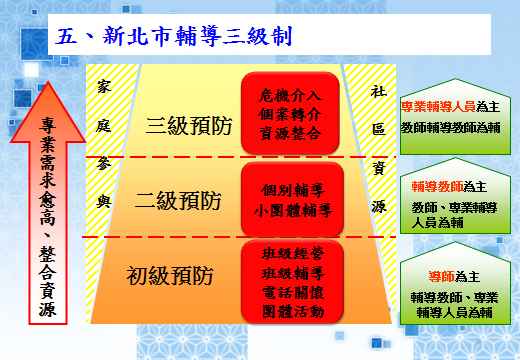 五、新北市輔導三級制
專業需求愈高、整合資源
家庭參與
社區資源
三級預防
危機介入
個案轉介
資源整合
專業輔導人員為主
教師輔導教師為輔
二級預防
個別輔導
小團體輔導
輔導教師為主
教師、專業輔導
人員為輔
初級預防
班級經營
班級輔導
電話關懷
團體活動
導師為主
輔導教師、專業
輔導人員為輔